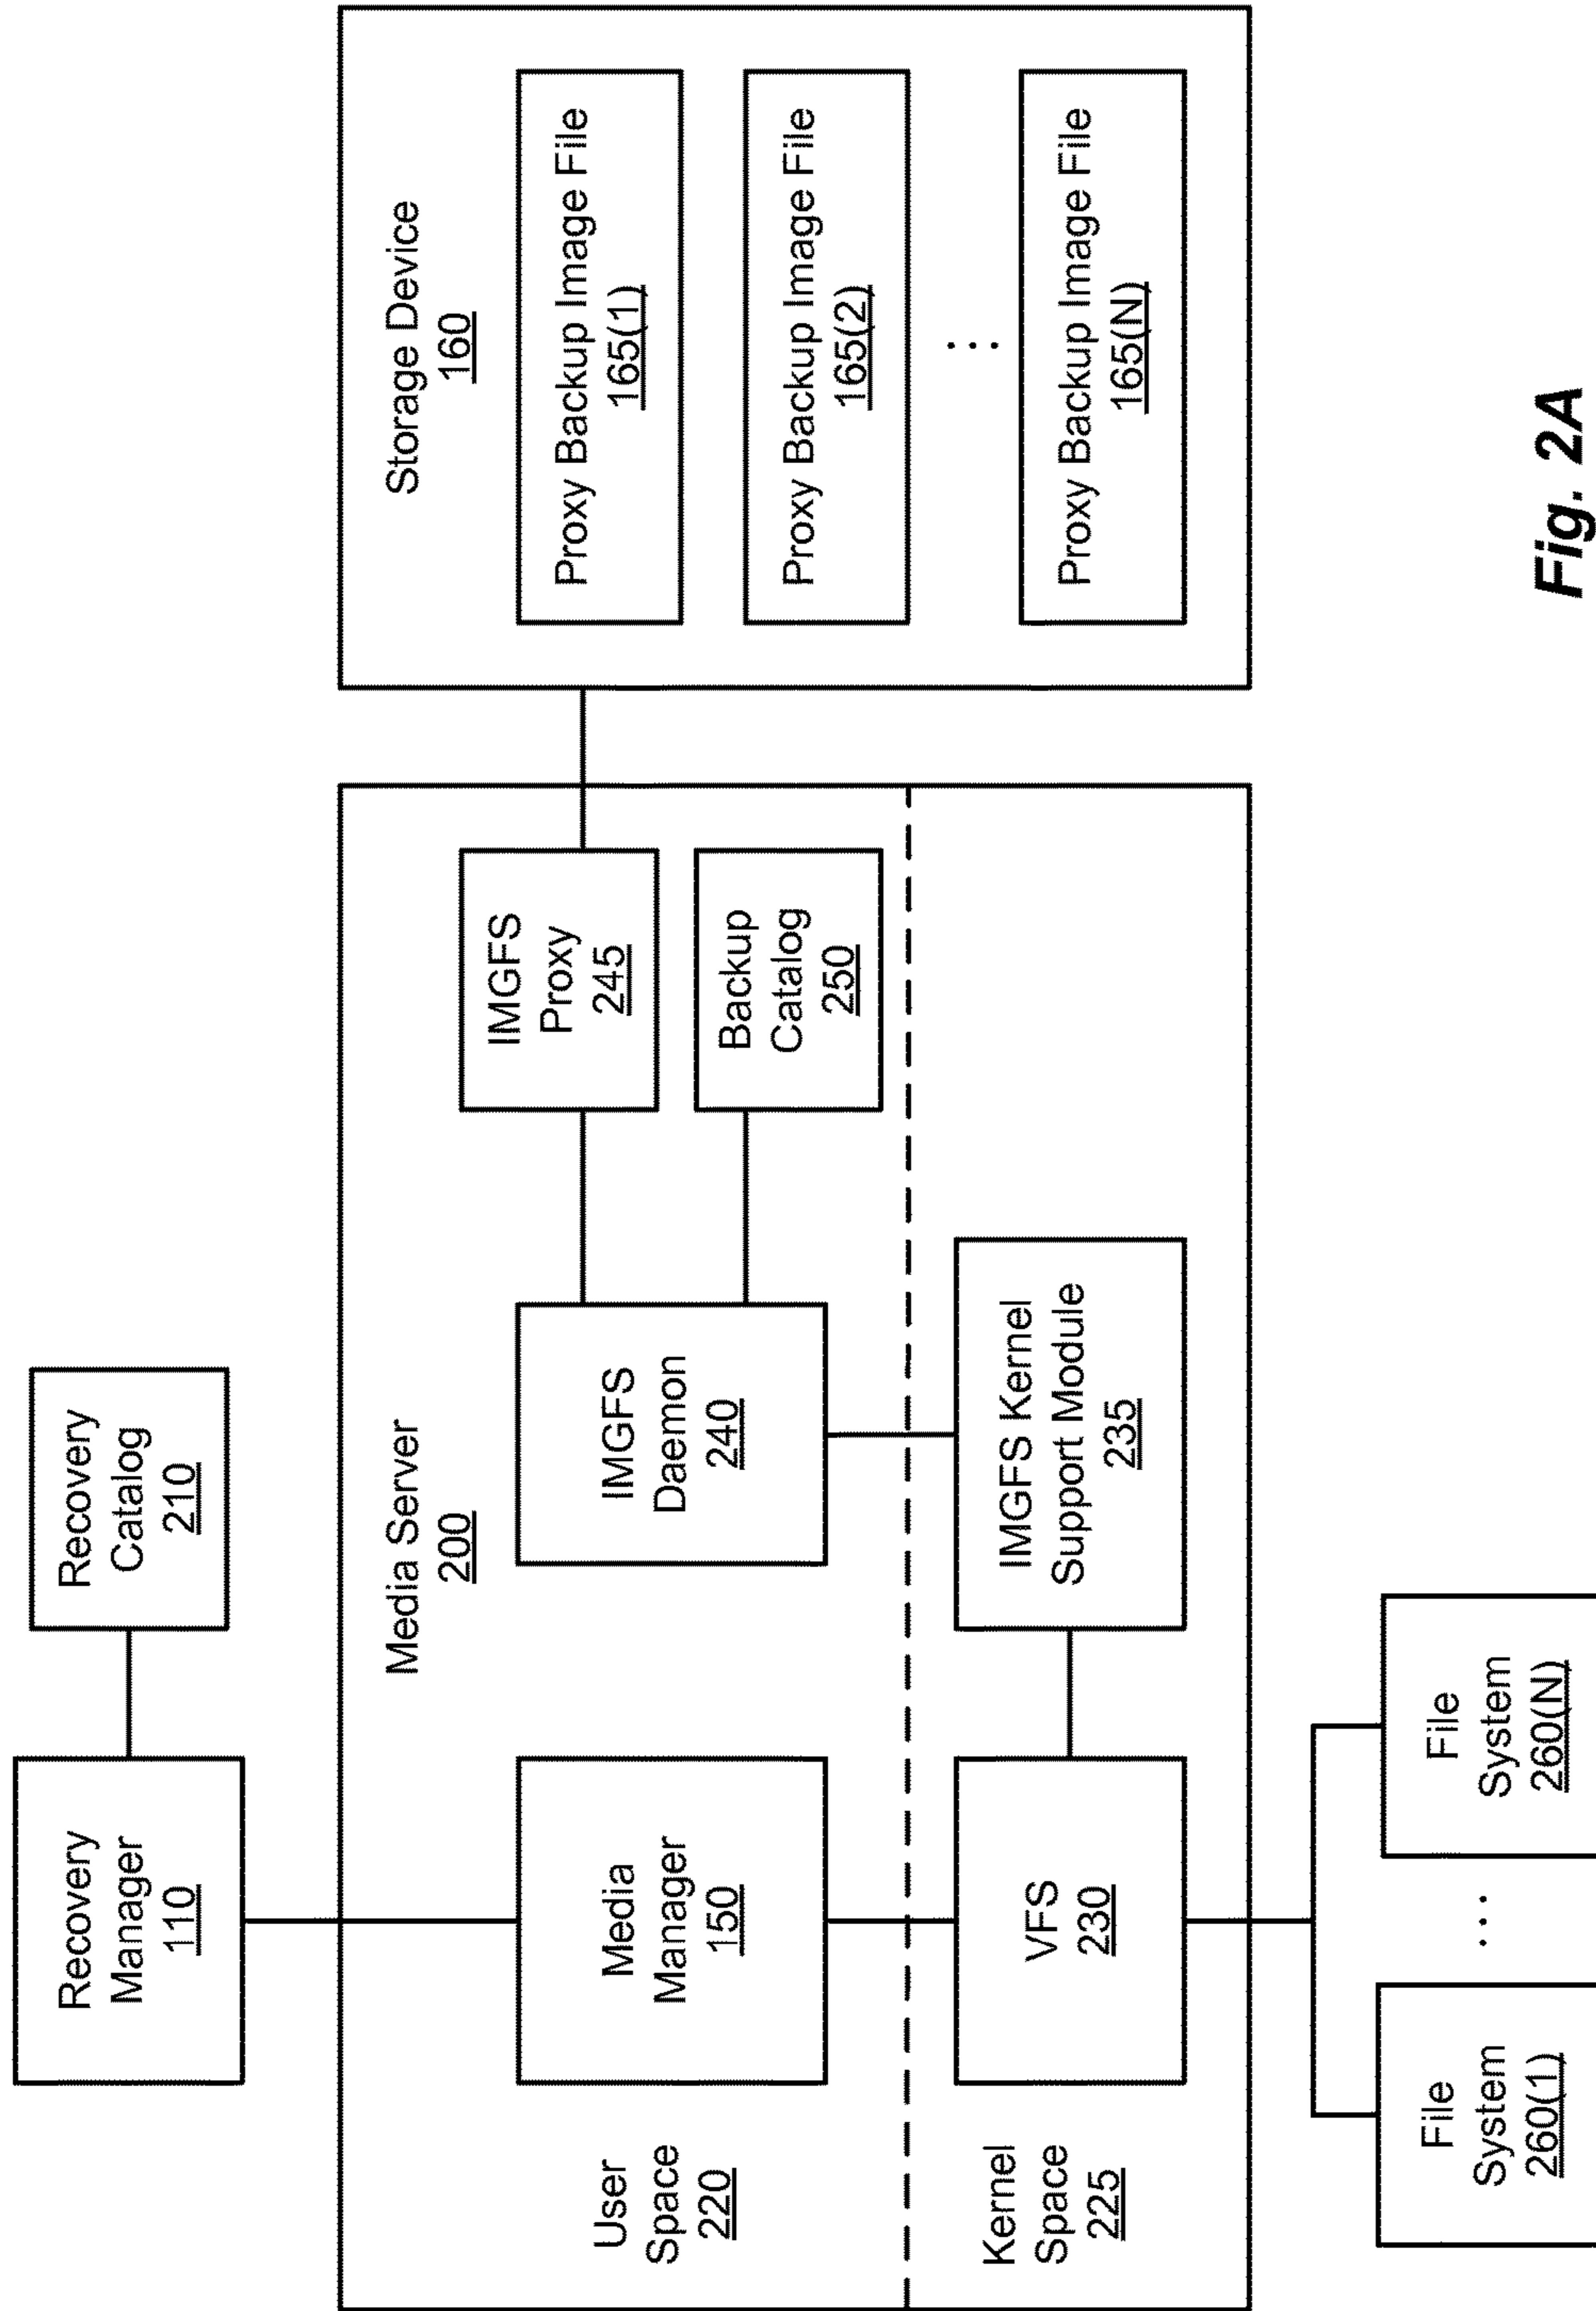 Recovery
Manager
110
Recovery
Catalog
210
Media Server
200
User
Space
220
Media
Manager
150
IMGFS
Daemon
240
IMGFS
Proxy
245
Backup
Catalog
250
Kernel
Space
225
VFS
230
IMGFS Kernel
Support Module
235
File
System
260(1)
...
File
System
260(N)
Storage Device
160
Proxy Backup Image File
165(1)
Proxy Backup Image File
165(2)
...
Proxy Backup Image File
165(N)
Fig. 2A